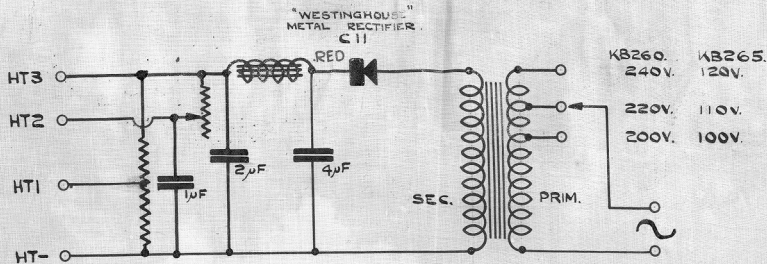 "WESTINGHOUSE"
METAL RECTIFIER.
C11
RED
KB260. KB265.
HT3
240V. 120V.
HT2
220V. 110V.
200V. 100V.
2µF
4µF
HT1
1µF
SEC.
PRIM.
HT-